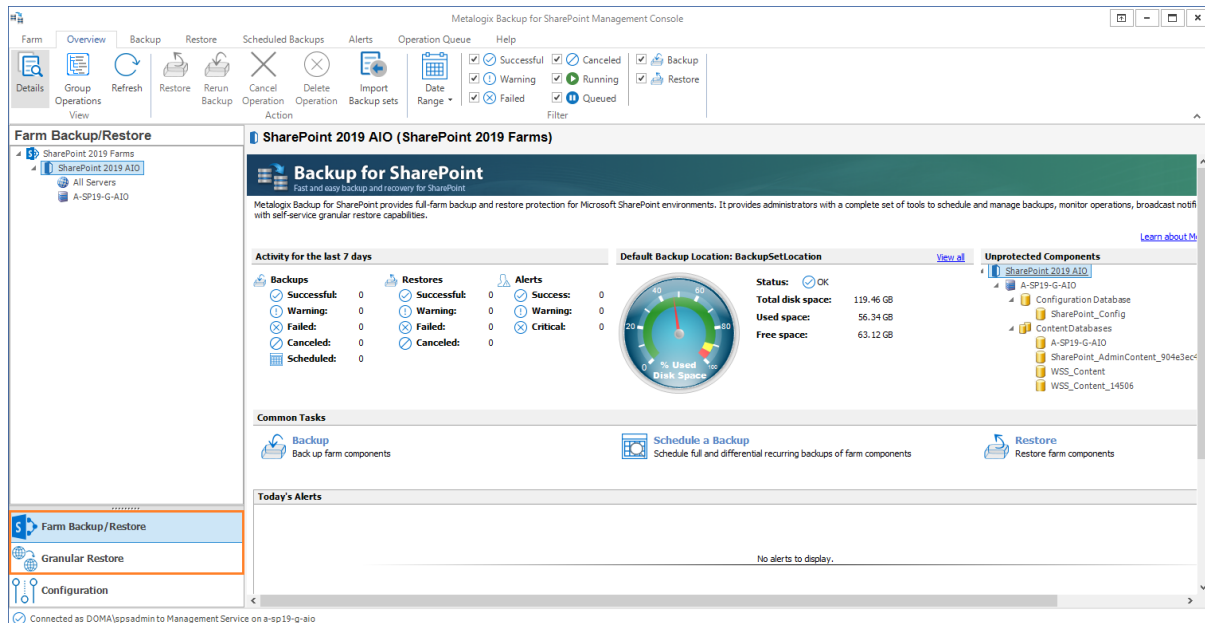 Metalogix Backup for SharePoint Management Console
Farm Overview Backup Restore Scheduled Backups Alerts Operation Queue Help
Details Group Operations Refresh Restore Rerun Backup Cancel Operation Delete Operation Import Backup sets Date Range
Successful Canceled Backup
Warning Running Restore
Failed Queued
View Action Filter
Farm Backup/Restore
SharePoint 2019 Farms
SharePoint 2019 AIO
All Servers
A-SP19-G-AIO
Farm Backup/Restore
Granular Restore
Configuration
SharePoint 2019 AIO (SharePoint 2019 Farms)
Backup for SharePoint
Fast and easy backup and recovery for SharePoint
Metalogix Backup for SharePoint provides full-farm backup and restore protection for Microsoft SharePoint environments. It provides administrators with a complete set of tools to schedule and manage backups, monitor operations, broadcast notifi
with self-service granular restore capabilities.
Learn about M
Activity for the last 7 days
Backups
Successful: 0
Warning: 0
Failed: 0
Canceled: 0
Scheduled: 0
Restores
Successful: 0
Warning: 0
Failed: 0
Canceled: 0
Alerts
Success: 0
Warning: 0
Critical: 0
Default Backup Location: BackupSetLocation View all
0 20 40 60 80 100
% Used
Disk Space
Status: OK
Total disk space: 119.46 GB
Used space: 56.34 GB
Free space: 63.12 GB
Unprotected Components
SharePoint 2019 AIO
A-SP19-G-AIO
Configuration Database
SharePoint_Config
ContentDatabases
A-SP19-G-AIO
SharePoint_AdminContent_904e3ec4
WSS_Content
WSS_Content_14506
Common Tasks
Backup
Back up farm components
Schedule a Backup
Schedule full and differential recurring backups of farm components
Restore
Restore farm components
Today's Alerts
No alerts to display.
Connected as DOMA\spsadmin to Management Service on a-sp19-g-aio